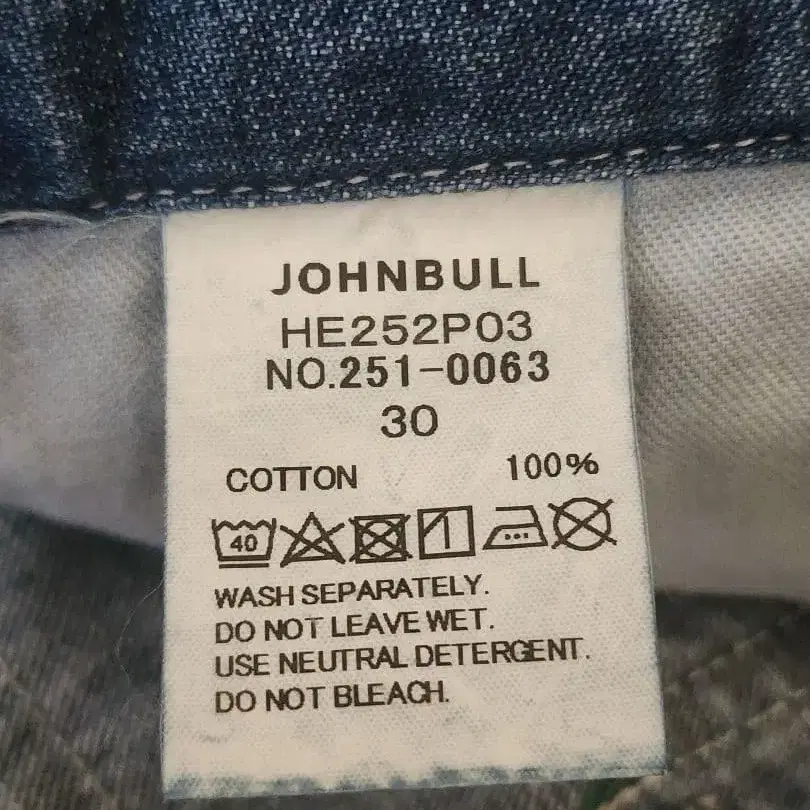 JOHNBULL
HE252P03
NO.251-0063
30
COTTON 100%
40
WASH SEPARATELY.
DO NOT LEAVE WET.
USE NEUTRAL DETERGENT.
DO NOT BLEACH.